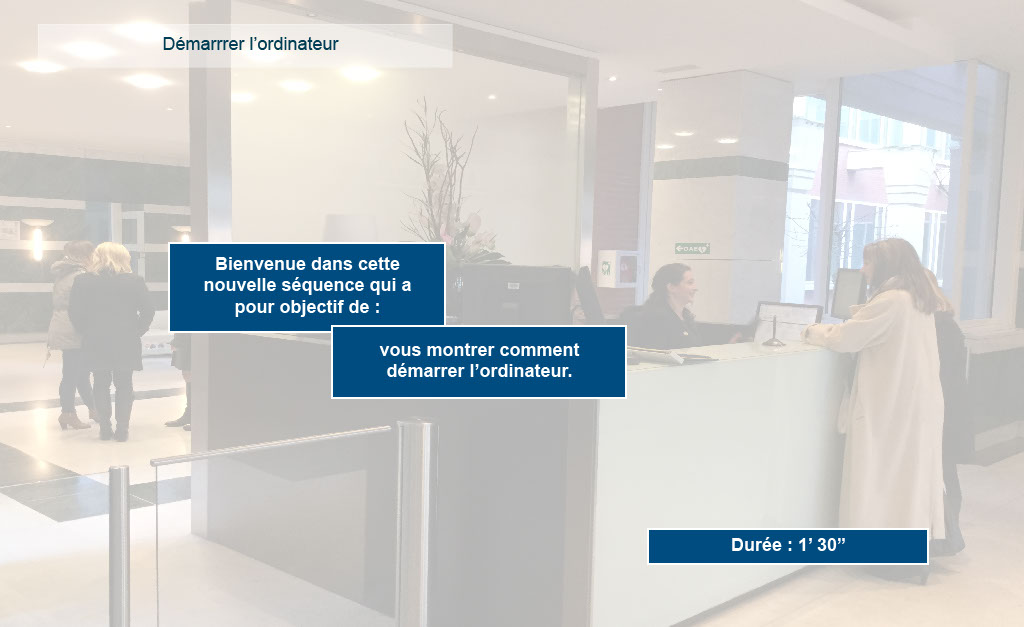 Démarrrer l’ordinateur
Bienvenue dans cette
nouvelle séquence qui a
pour objectif de :
vous montrer comment
démarrer l’ordinateur.
Durée : 1’ 30”